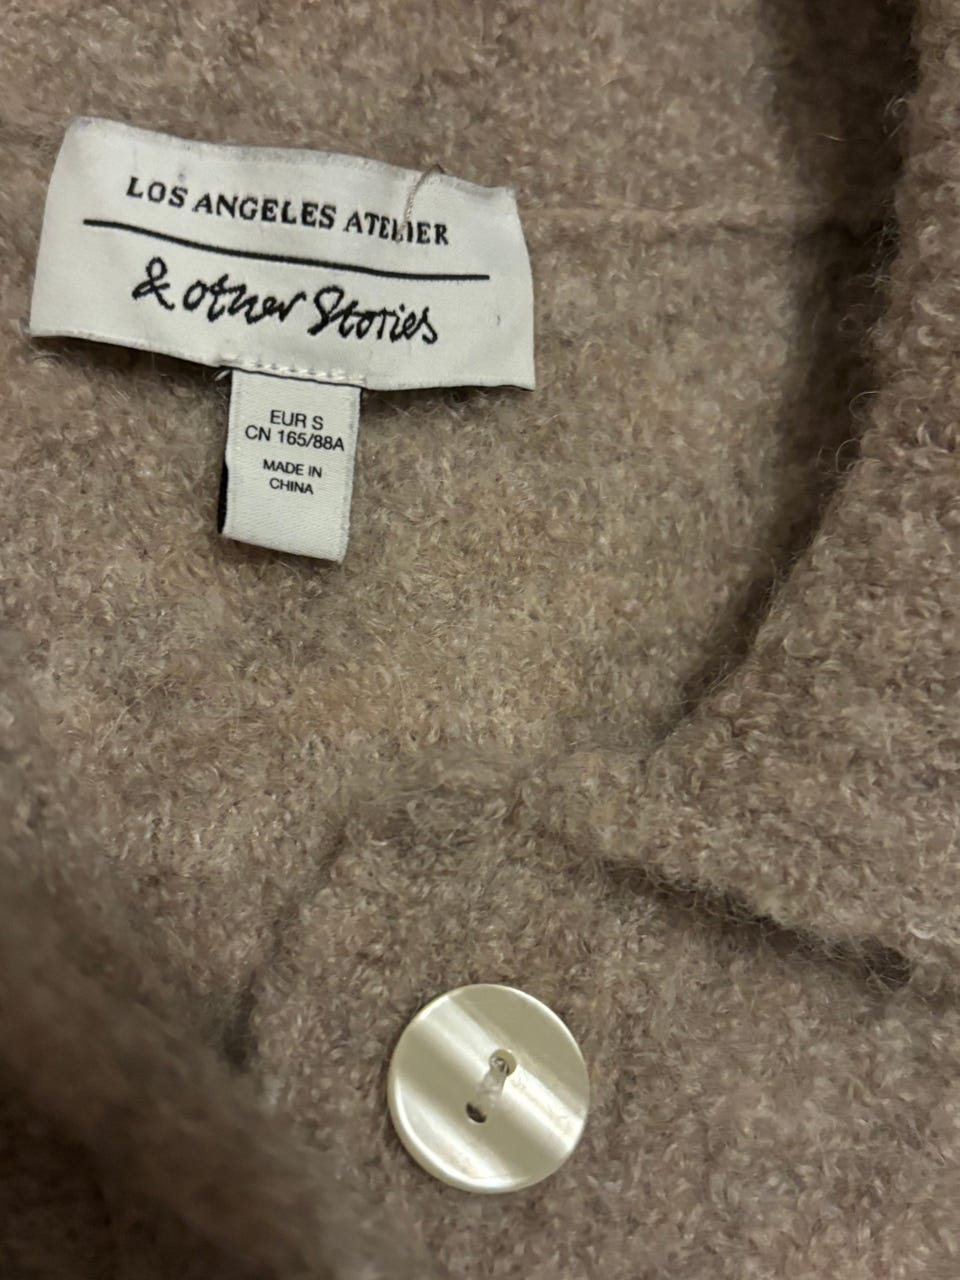 LOS ANGELES ATELIER
& other Stories
EUR S
CN 165/88A
MADE IN
CHINA